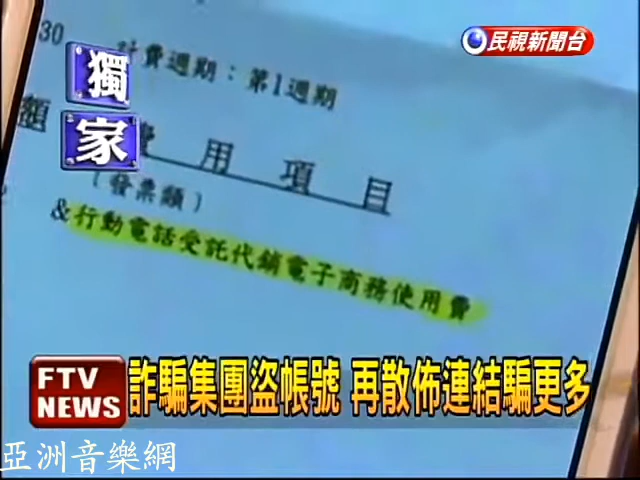 民視新聞台
獨家
30 計費週期：第1週期
額 費用項目
(發票額)
&行動電話受託代銷電子商務使用費
FTV NEWS
詐騙集團盜帳號 再散佈連結騙更多
亞洲音樂網